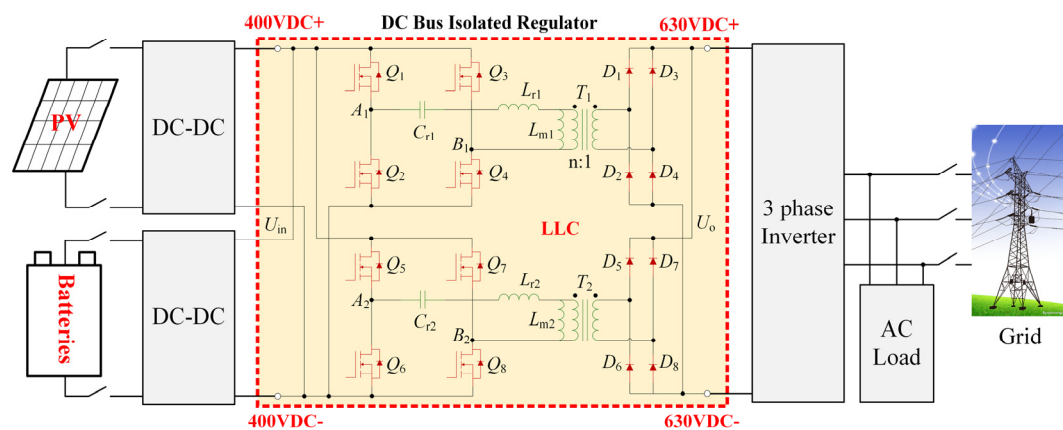 400VDC+
DC Bus Isolated Regulator
630VDC+
PV
DC-DC
Q1
Q3
A1
Cr1
Lr1
Lm1
T1
n:1
B1
D1
D3
Q2
Q4
D2
D4
Uin
LLC
Uo
3 phase
Inverter
Batteries
DC-DC
Q5
Q7
A2
Cr2
Lr2
Lm2
T2
B2
D5
D7
Q6
Q8
D6
D8
AC
Load
Grid
400VDC-
630VDC-